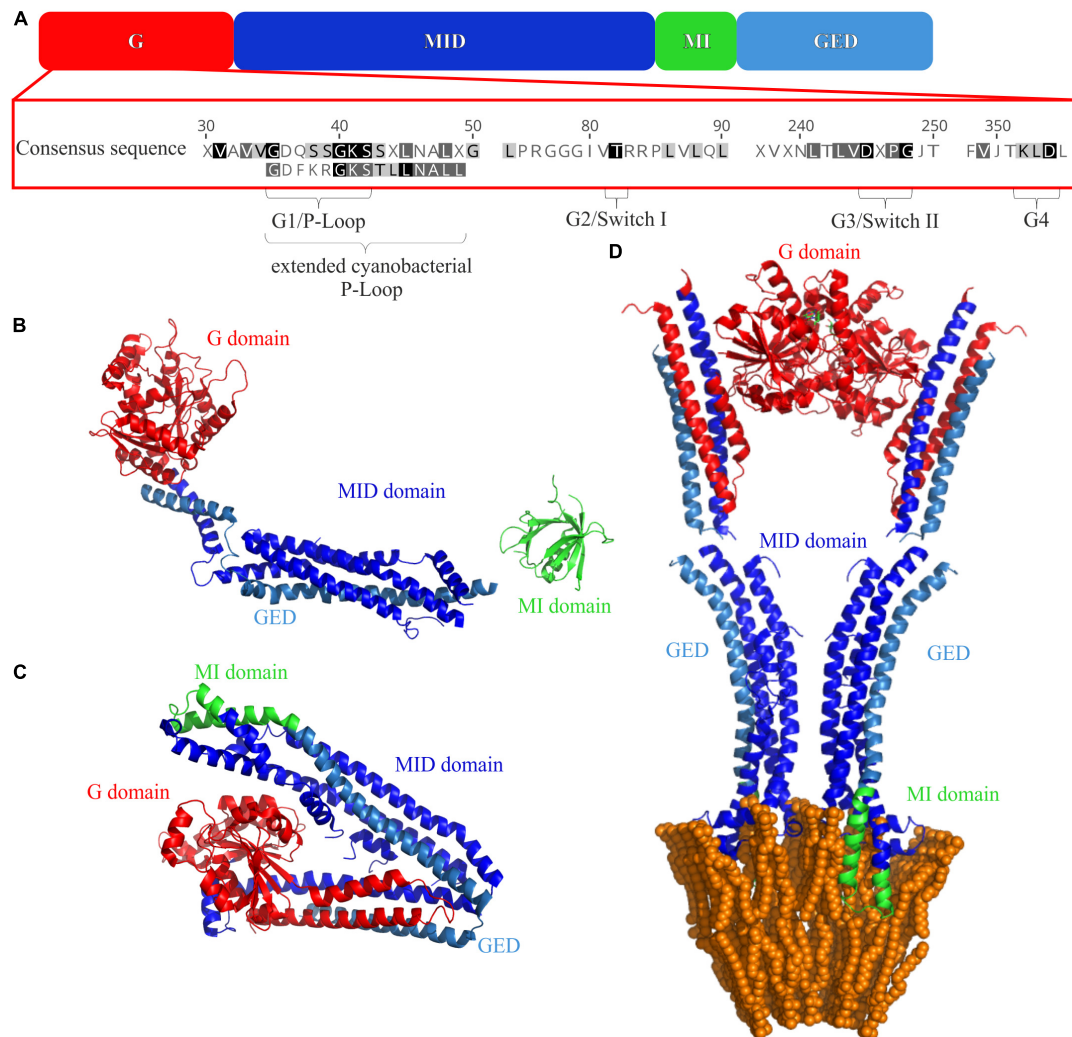 A
G MID MI GED
30 40 50 82 90 240 250 350
Consensus sequence XVAVVGDQSSGKSSXLNALXG LPRGGGIVTRRPLVLQL XVXNLTLVDXPGJT FVJTKLDL
GDFKRGKSTLLNALL
G1/P-Loop G2/Switch I G3/Switch II G4
extended cyanobacterial
P-Loop
D
G domain
B
G domain
MID domain
MI domain
GED
MID domain
GED
GED
C
MI domain
MID domain
G domain
GED
MI domain